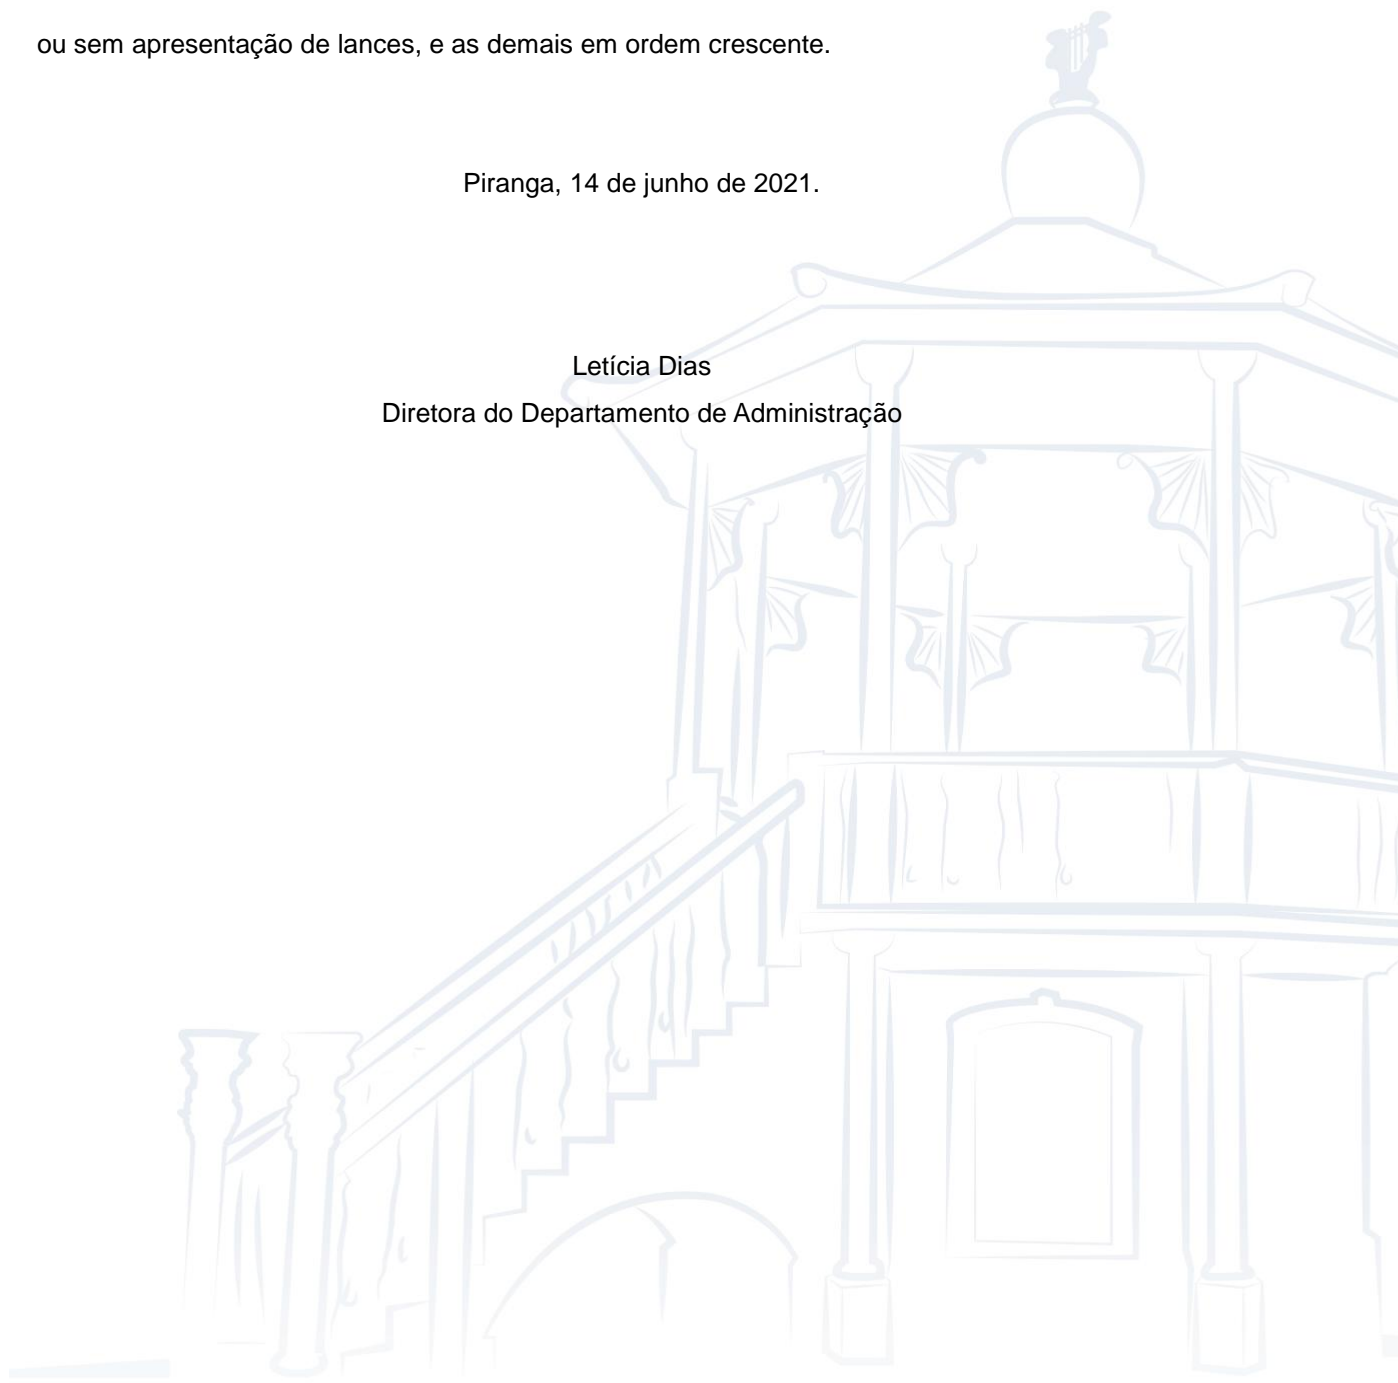 ou sem apresentação de lances, e as demais em ordem crescente.
Piranga, 14 de junho de 2021.
Letícia Dias
Diretora do Departamento de Administração